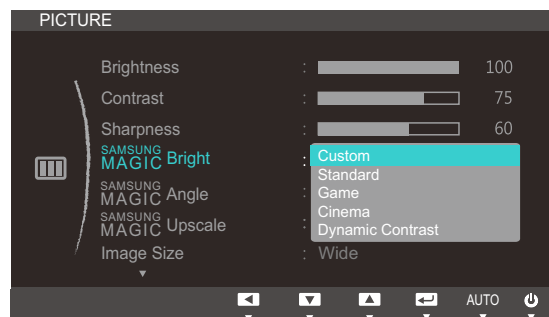 PICTURE
Brightness : 100
Contrast : 75
Sharpness : 60
SAMSUNG MAGIC Bright :
Custom
Standard
Game
Cinema
Dynamic Contrast
SAMSUNG MAGIC Angle :
SAMSUNG MAGIC Upscale :
Image Size : Wide
AUTO